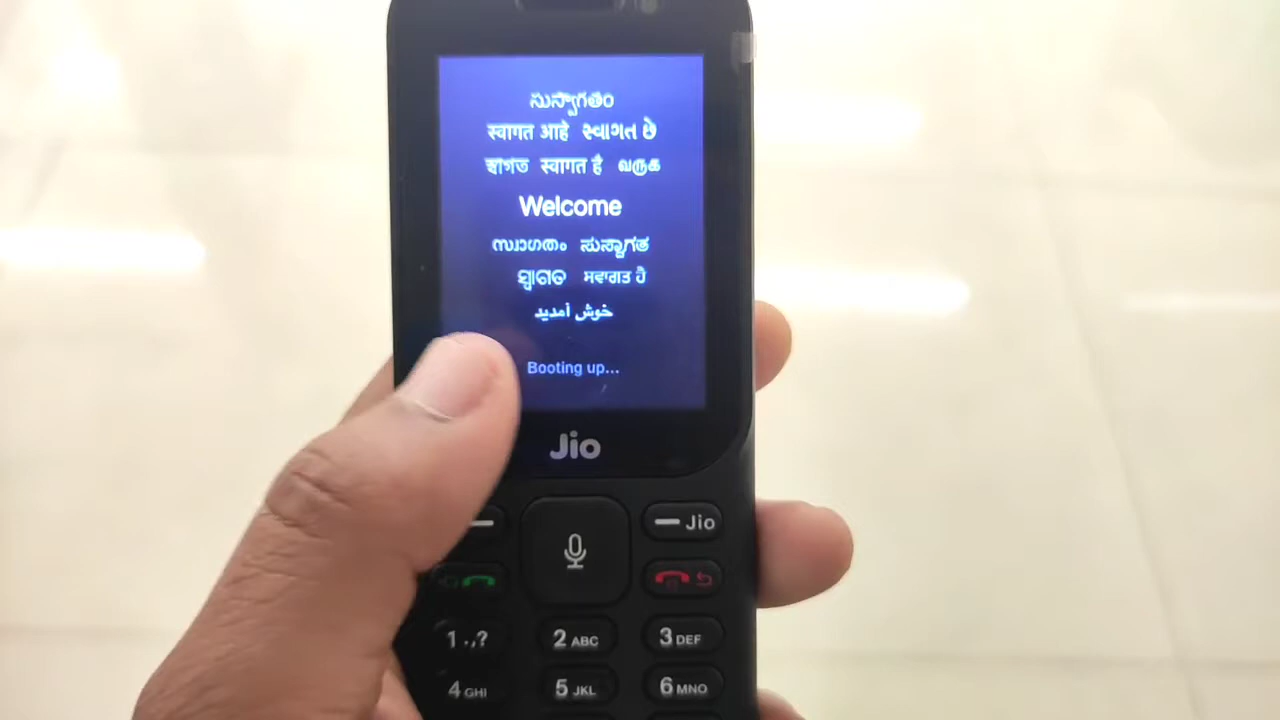 సుస్వాగతం
स्वागत आहे સ્વાગત છે
স্বাগত स्वागत है வருக
Welcome
സ്വാഗതം ಸುಸ್ವಾಗತ
ସ୍ୱାଗତ ਸਵਾਗਤ ਹੈ
خوش آمدید
Booting up...
Jio
Jio
1 .,?
2 ABC
3 DEF
4 GHI
5 JKL
6 MNO